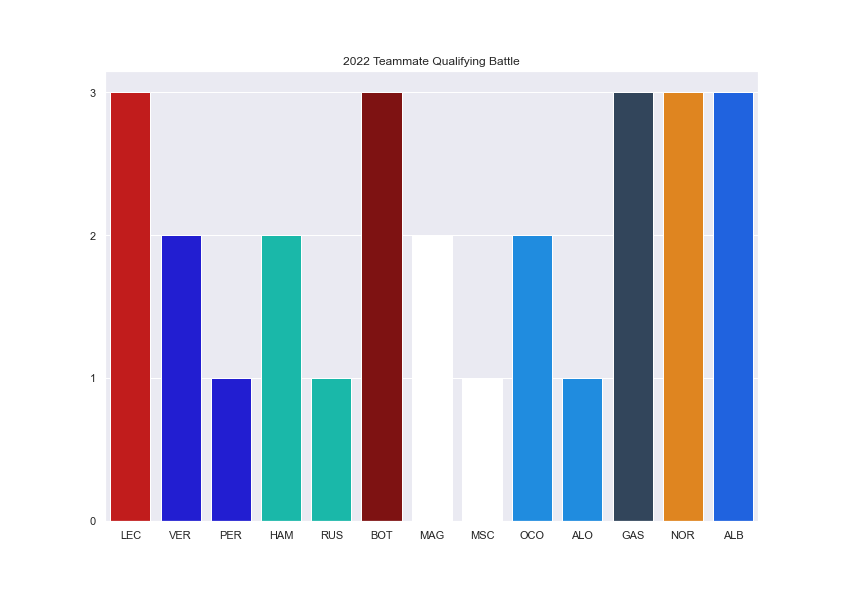 2022 Teammate Qualifying Battle
3
2
1
0
LEC VER PER HAM RUS BOT MAG MSC OCO ALO GAS NOR ALB